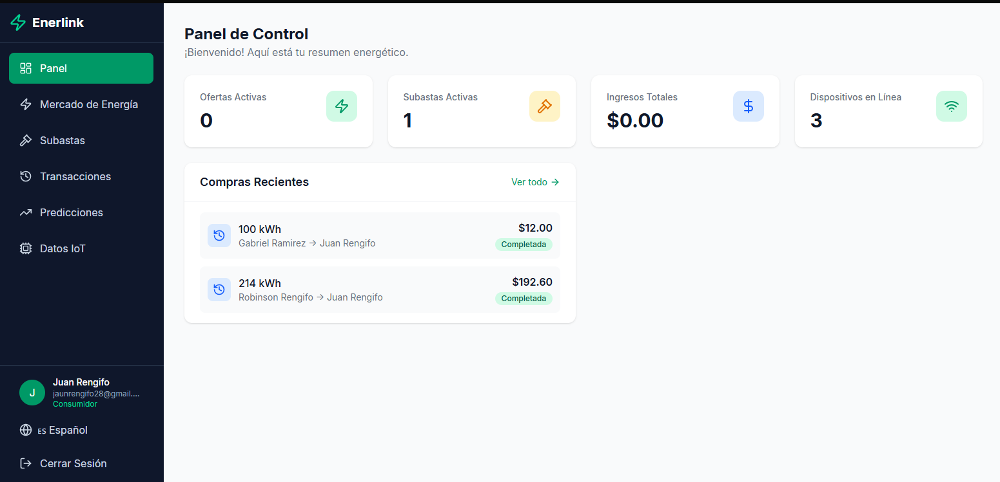 Enerlink
Panel
Mercado de Energía
Subastas
Transacciones
Predicciones
Datos IoT
J
Juan Rengifo
jaunrengifo28@gmail....
Consumidor
ES Español
Cerrar Sesión
Panel de Control
¡Bienvenido! Aquí está tu resumen energético.
Ofertas Activas
0
Subastas Activas
1
Ingresos Totales
$0.00
Dispositivos en Línea
3
Compras Recientes
Ver todo →
100 kWh
Gabriel Ramirez → Juan Rengifo
$12.00
Completada
214 kWh
Robinson Rengifo → Juan Rengifo
$192.60
Completada